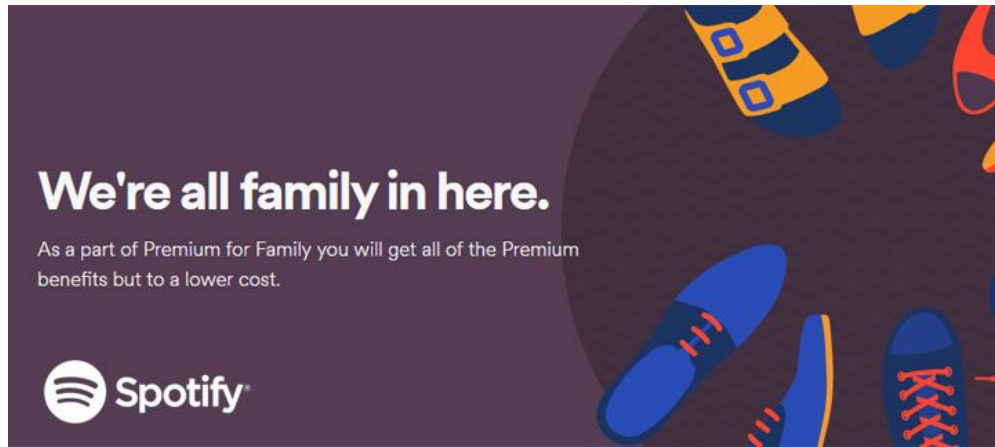 We're all family in here.
As a part of Premium for Family you will get all of the Premium
benefits but to a lower cost.
Spotify®